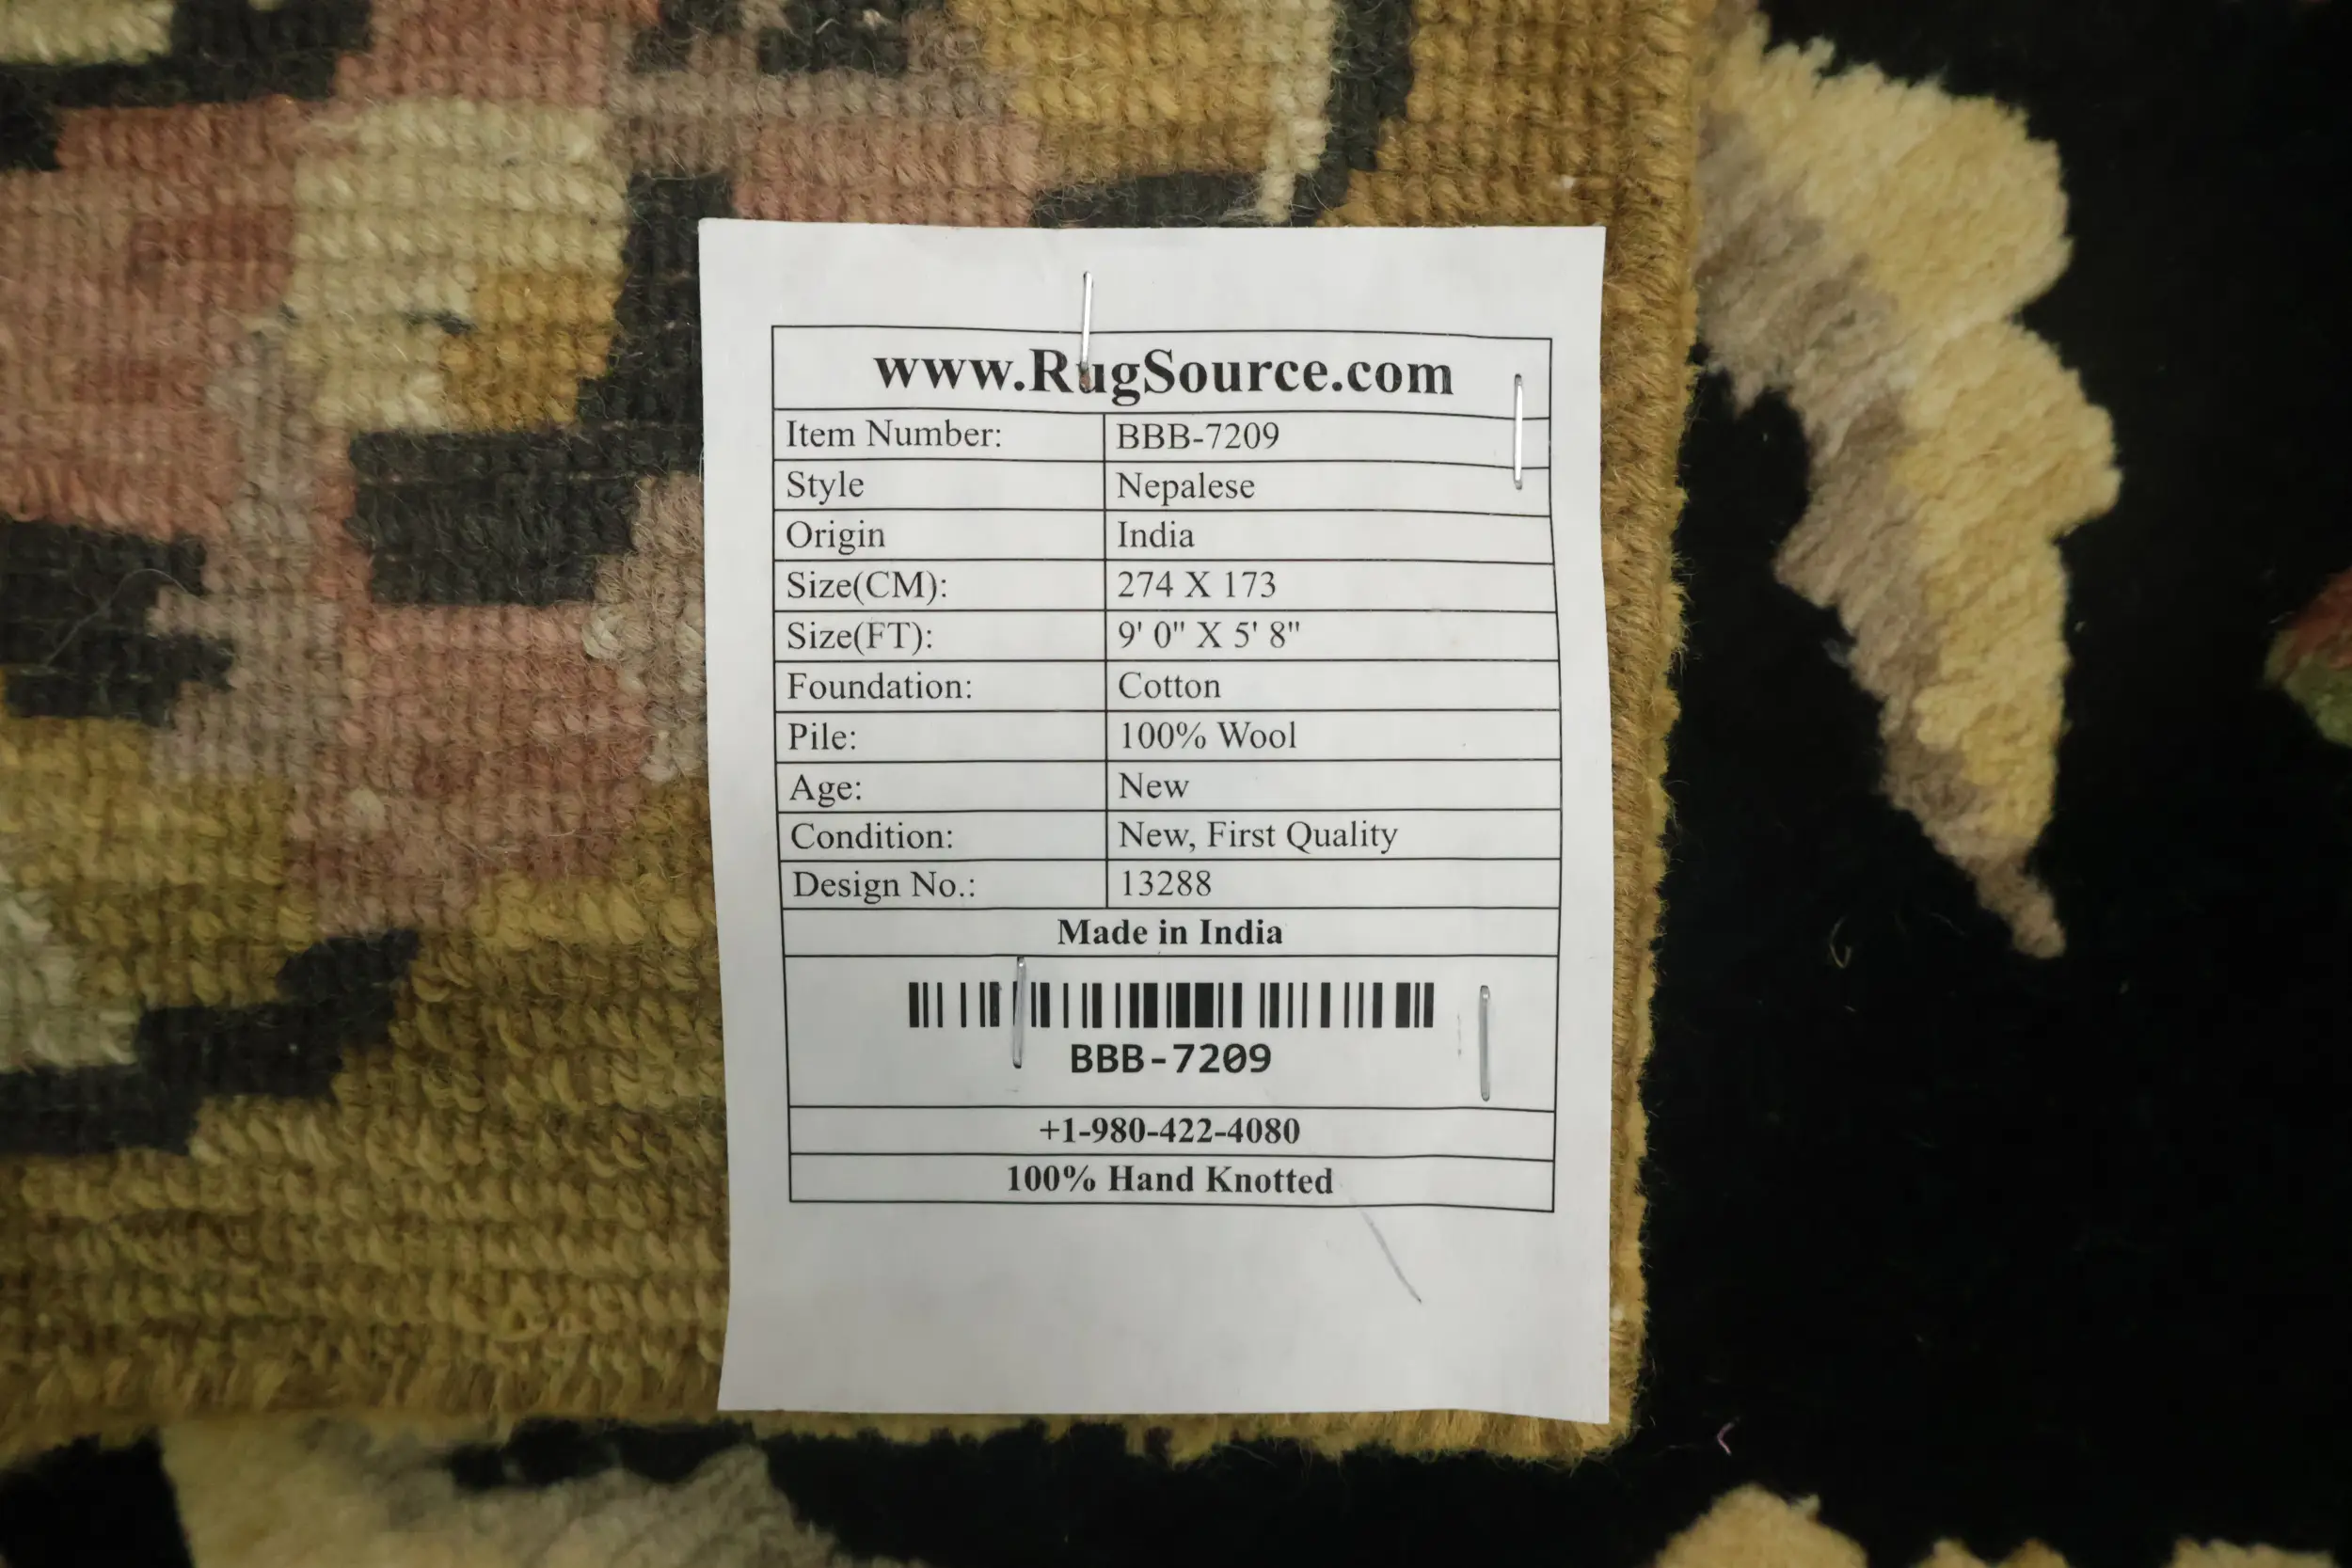 www.RugSource.com
Item Number: BBB-7209
Style Nepalese
Origin India
Size(CM): 274 X 173
Size(FT): 9' 0" X 5' 8"
Foundation: Cotton
Pile: 100% Wool
Age: New
Condition: New, First Quality
Design No.: 13288
Made in India
BBB-7209
+1-980-422-4080
100% Hand Knotted